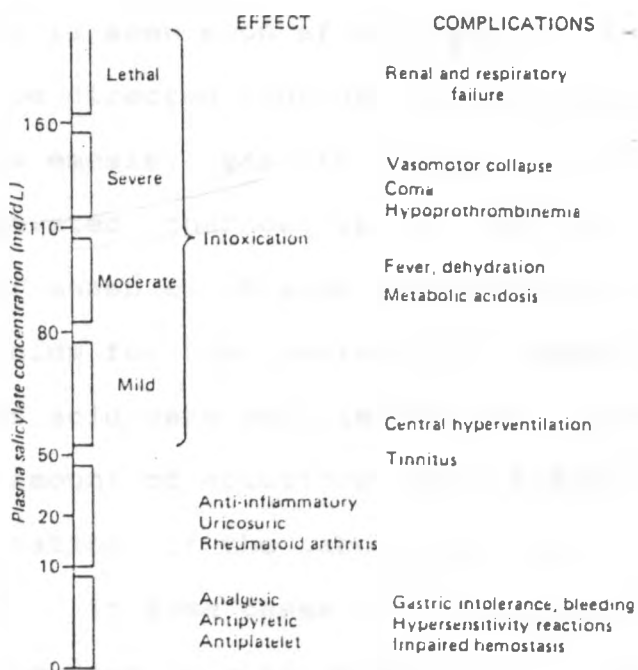 EFFECT COMPLICATIONS
Lethal Renal and respiratory
failure
160
Severe Vasomotor collapse
Coma
Hypoprothrombinemia
110
Intoxication
Moderate Fever, dehydration
Metabolic acidosis
80
Mild
Central hyperventilation
50 Tinnitus
Anti-inflammatory
20 Uricosuric
Rheumatoid arthritis
10
Analgesic Gastric intolerance, bleeding
Antipyretic Hypersensitivity reactions
Antiplatelet Impaired hemostasis
0
Plasma salicylate concentration (mg/dL)